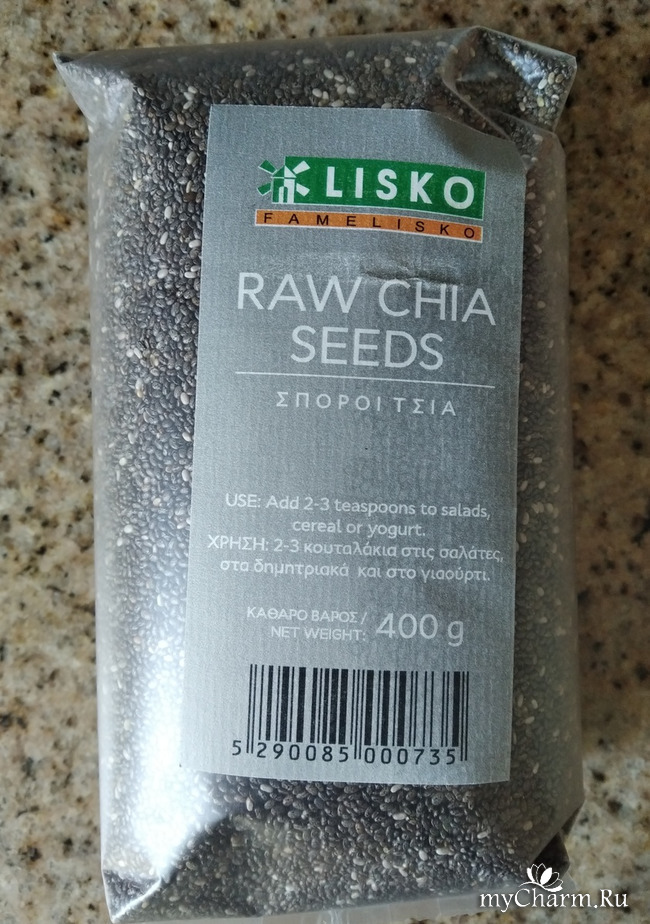 LISKO
FAMELISKO
RAW CHIA
SEEDS
ΣΠΟΡΟΙ ΤΣΙΑ
USE: Add 2-3 teaspoons to salads,
cereal or yogurt.
ΧΡΗΣΗ: 2-3 κουταλάκια στις σαλάτες,
στα δημητριακά και στο γιαούρτι.
ΚΑΘΑΡΟ ΒΑΡΟΣ /
NET WEIGHT: 400 g
5 290085 000735
myCharm.Ru